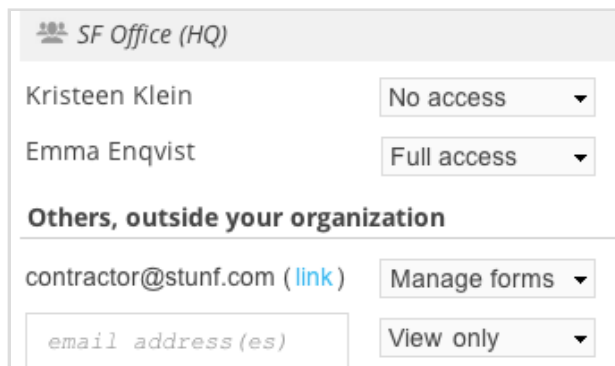 SF Office (HQ)
Kristeen Klein No access
Emma Enqvist Full access
Others, outside your organization
contractor@stunf.com (link) Manage forms
email address(es) View only